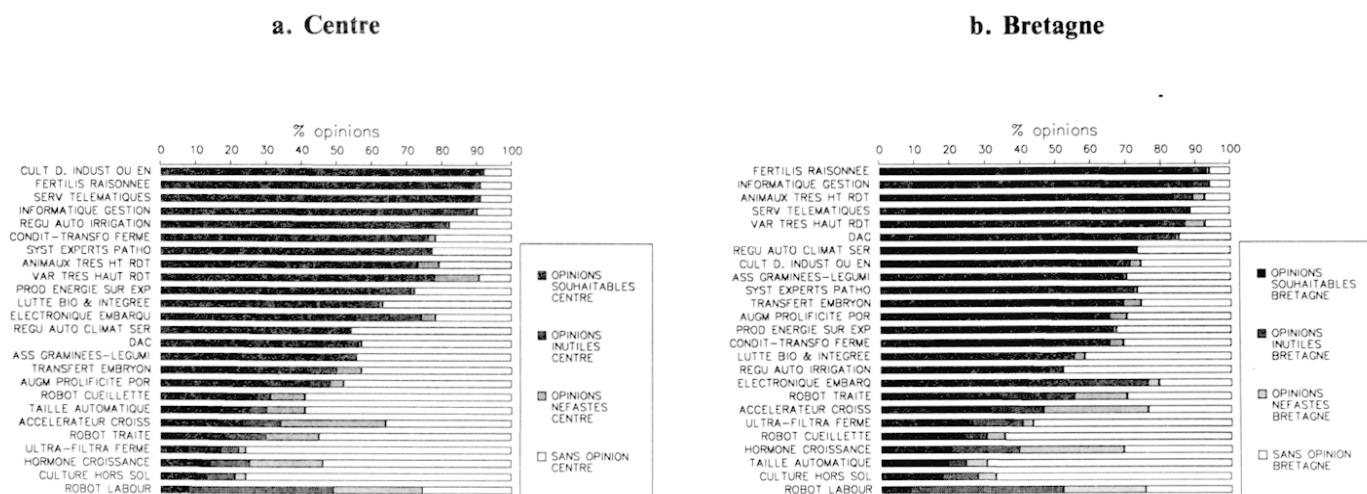 a. Centre
% opinions
0 10 20 30 40 50 60 70 80 90 100
CULT D. INDUST OU EN
FERTILIS RAISONNEE
SERV TELEMATIQUES
INFORMATIQUE GESTION
REGU AUTO IRRIGATION
CONDIT-TRANSFO FERME
SYST EXPERTS PATHO
ANIMAUX TRES HT RDT
VAR TRES HAUT RDT
PROD ENERGIE SUR EXP
LUTTE BIO & INTEGREE
ELECTRONIQUE EMBARQU
REGU AUTO CLIMAT SER
DAC
ASS GRAMINEES-LEGUMI
TRANSFERT EMBRYON
AUGM PROLIFICITE POR
ROBOT CUEILLETTE
TAILLE AUTOMATIQUE
ACCELERATEUR CROISS
ROBOT TRAITE
ULTRA-FILTRA FERME
HORMONE CROISSANCE
CULTURE HORS SOL
ROBOT LABOUR
OPINIONS
SOUHAITABLES
CENTRE
OPINIONS
INUTILES
CENTRE
OPINIONS
NEFASTES
CENTRE
SANS OPINION
CENTRE
b. Bretagne
% opinions
0 10 20 30 40 50 60 70 80 90 100
FERTILIS RAISONNEE
INFORMATIQUE GESTION
ANIMAUX TRES HT RDT
SERV TELEMATIQUES
VAR TRES HAUT RDT
DAC
REGU AUTO CLIMAT SER
CULT D. INDUST OU EN
ASS GRAMINEES-LEGUMI
SYST EXPERTS PATHO
TRANSFERT EMBRYON
AUGM PROLIFICITE POR
PROD ENERGIE SUR EXP
CONDIT-TRANSFO FERME
LUTTE BIO & INTEGREE
REGU AUTO IRRIGATION
ELECTRONIQUE EMBARQ
ROBOT TRAITE
ACCELERATEUR CROISS
ULTRA-FILTRA FERME
ROBOT CUEILLETTE
HORMONE CROISSANCE
TAILLE AUTOMATIQUE
CULTURE HORS SOL
ROBOT LABOUR
OPINIONS
SOUHAITABLES
BRETAGNE
OPINIONS
INUTILES
BRETAGNE
OPINIONS
NEFASTES
BRETAGNE
SANS OPINION
BRETAGNE